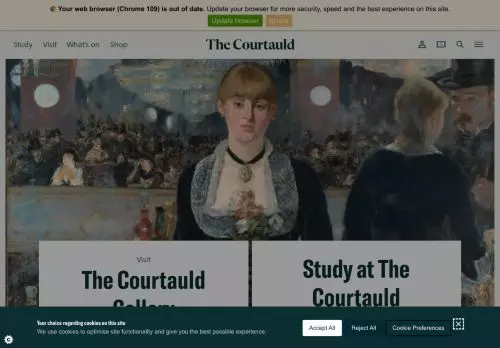 Your web browser (Chrome 109) is out of date. Update your browser for more security, speed and the best experience on this site.
Update browser Ignore
Study Visit What's on Shop The Courtauld
Visit
The Courtauld
Gallery
Study at The
Courtauld
Your choice regarding cookies on this site
We use cookies to optimise site functionality and give you the best possible experience.
Accept All Reject All Cookie Preferences